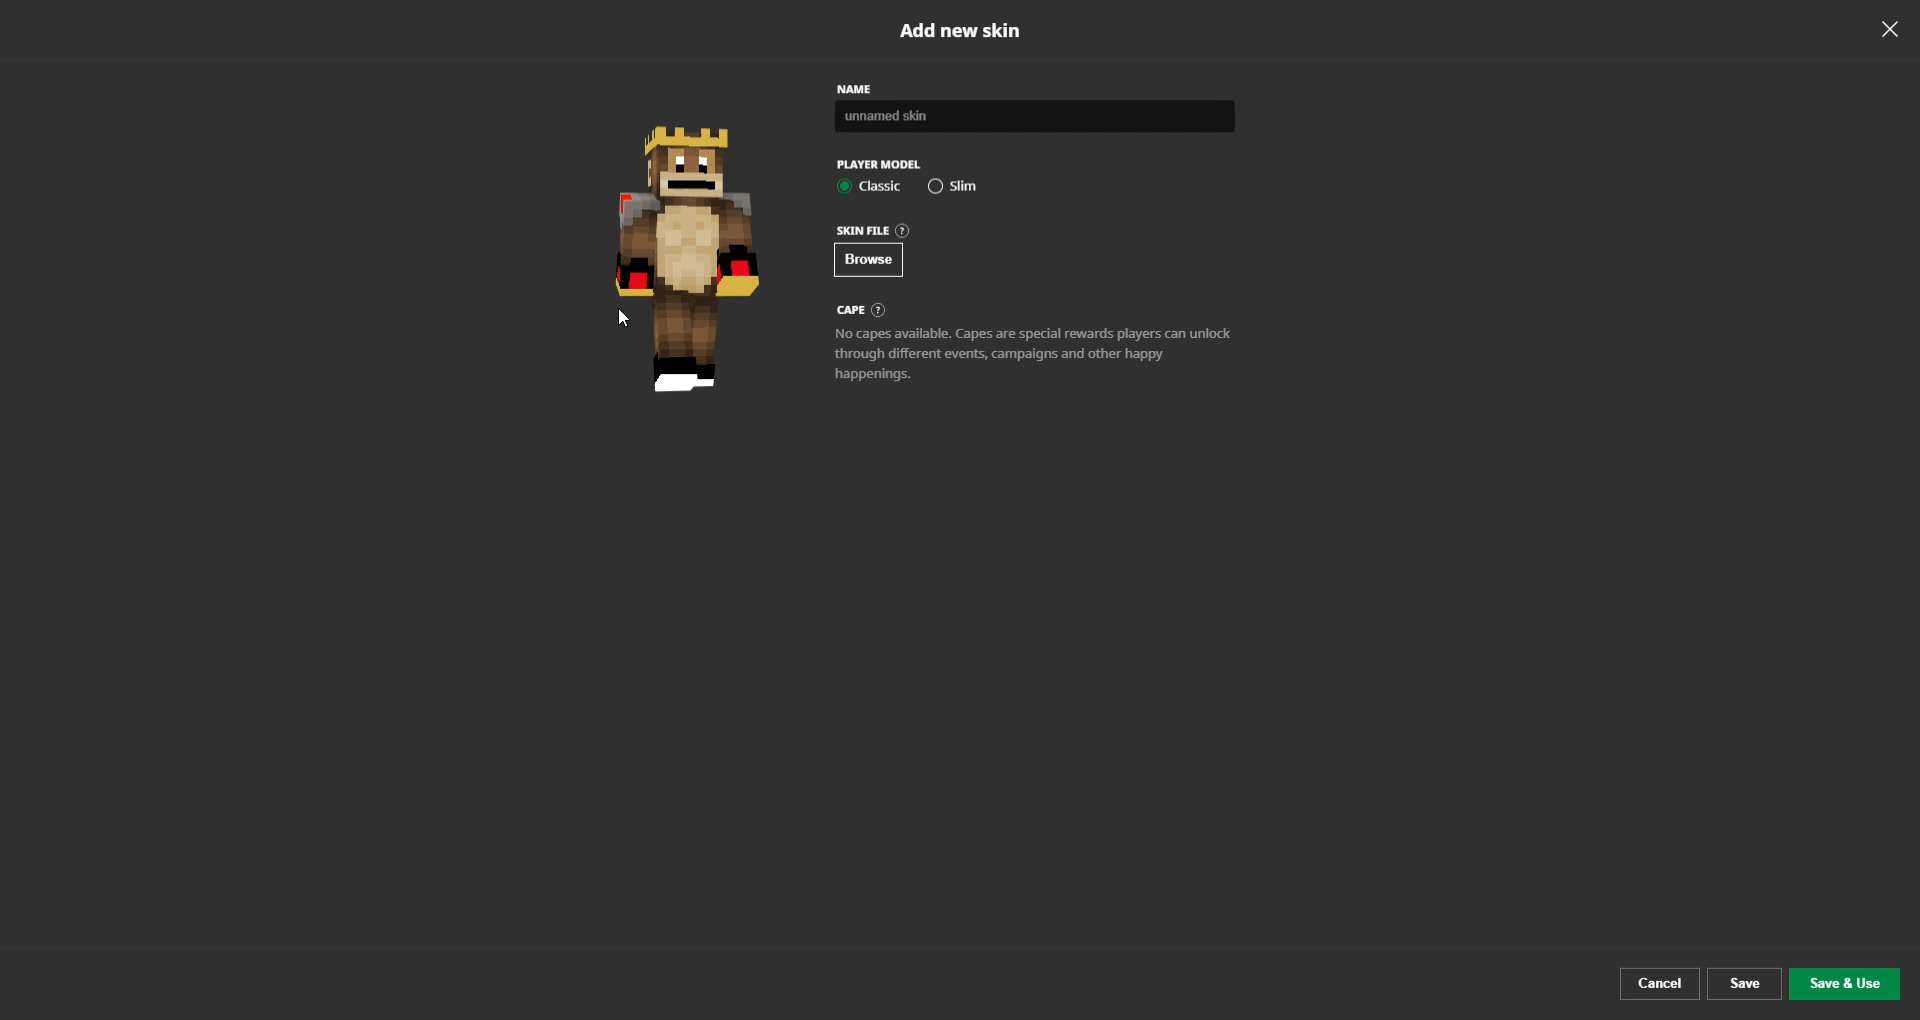 Add new skin
NAME
unnamed skin
PLAYER MODEL
Classic
Slim
SKIN FILE ?
Browse
CAPE ?
No capes available. Capes are special rewards players can unlock
through different events, campaigns and other happy
happenings.
Cancel
Save
Save & Use